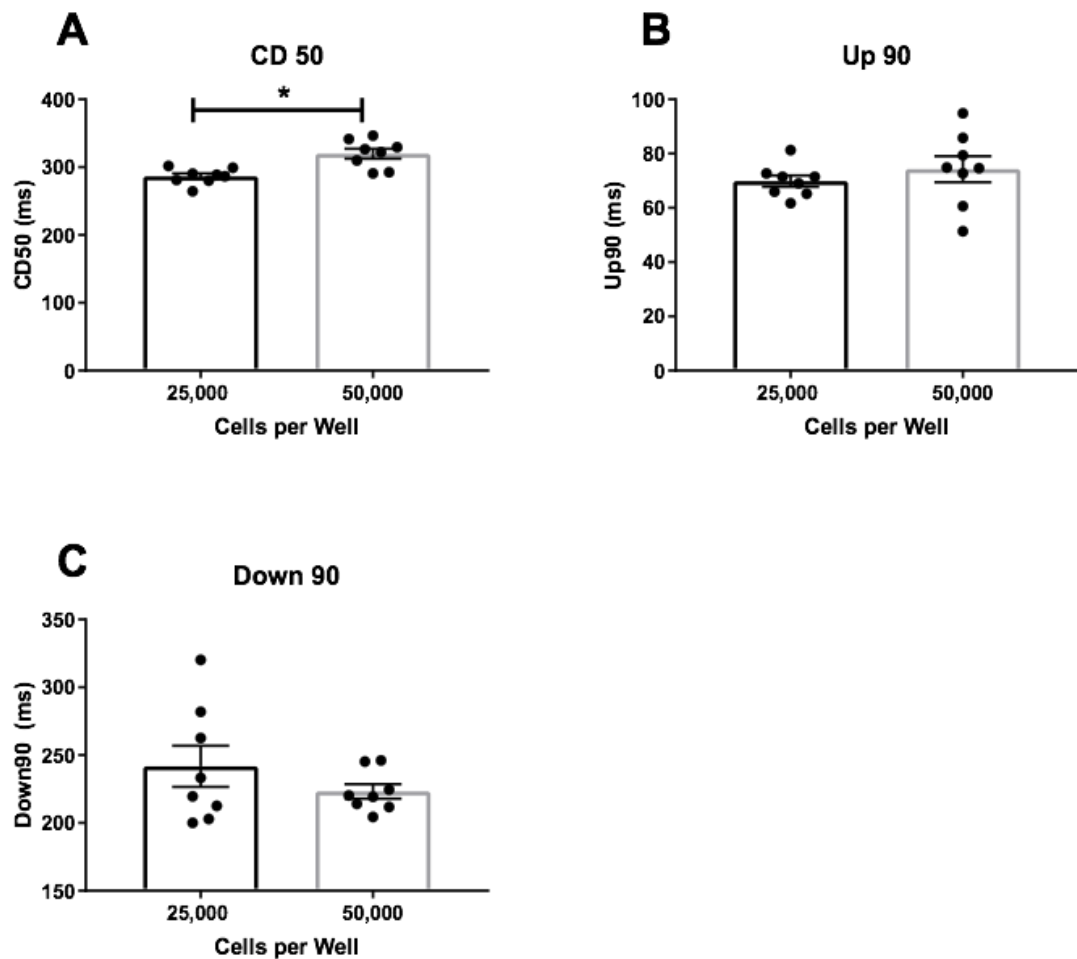 A
CD 50
*
CD50 (ms)
400
300
200
100
0
25,000
50,000
Cells per Well
B
Up 90
Up90 (ms)
100
80
60
40
20
0
25,000
50,000
Cells per Well
C
Down 90
Down90 (ms)
350
300
250
200
150
25,000
50,000
Cells per Well